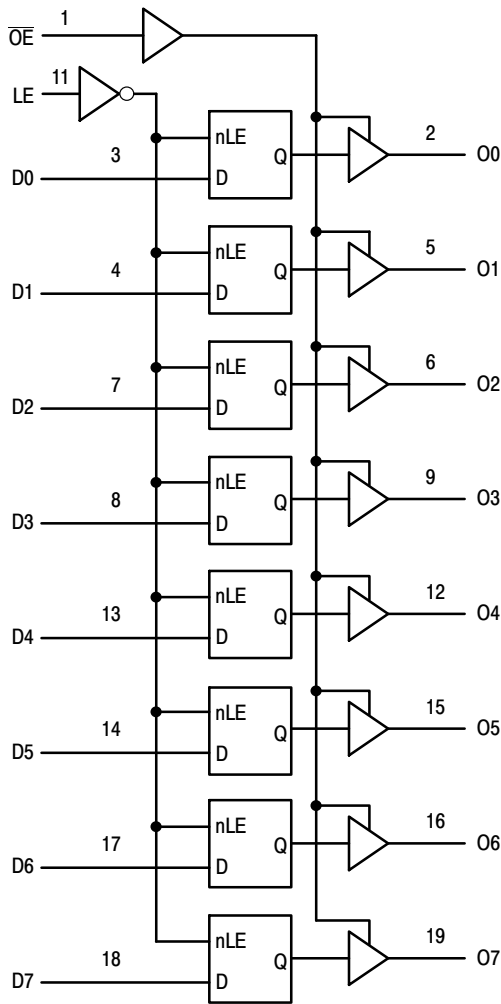 1
O̅E̅
11
LE
nLE
3 Q 2
D0 D O0
nLE
4 Q 5
D1 D O1
nLE
7 Q 6
D2 D O2
nLE
8 Q 9
D3 D O3
nLE
13 Q 12
D4 D O4
nLE
14 Q 15
D5 D O5
nLE
17 Q 16
D6 D O6
nLE
18 Q 19
D7 D O7